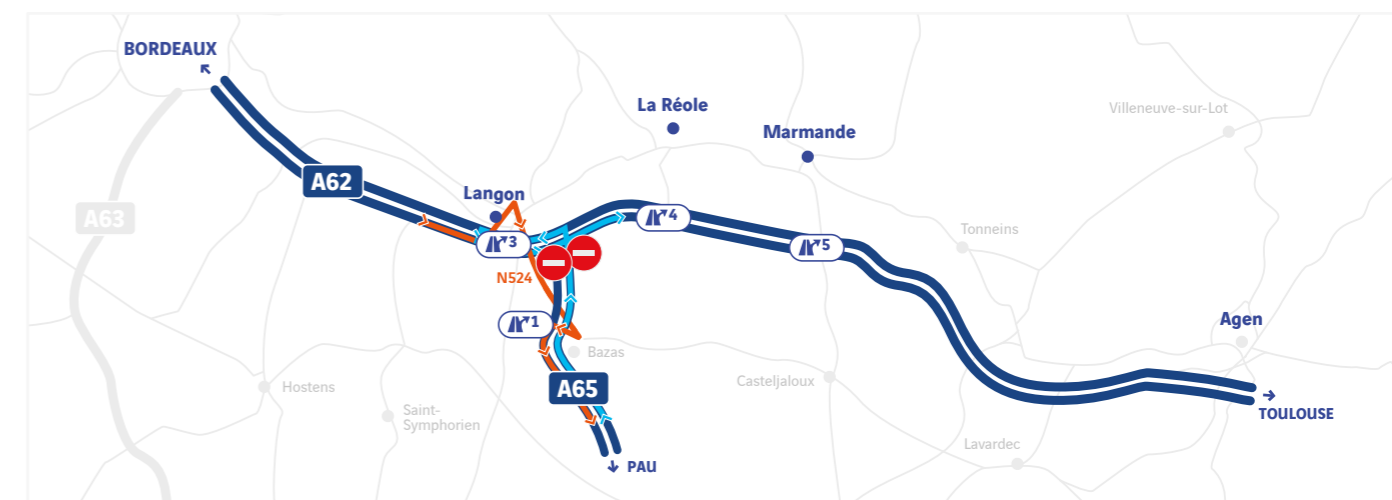 BORDEAUX
La Réole
Villeneuve-sur-Lot
Marmande
A62
Langon
A63
4
Tonneins
3
5
N524
1
Agen
Bazas
Casteljaloux
A65
Hostens
Saint-
Symphorien
TOULOUSE
Lavardec
PAU